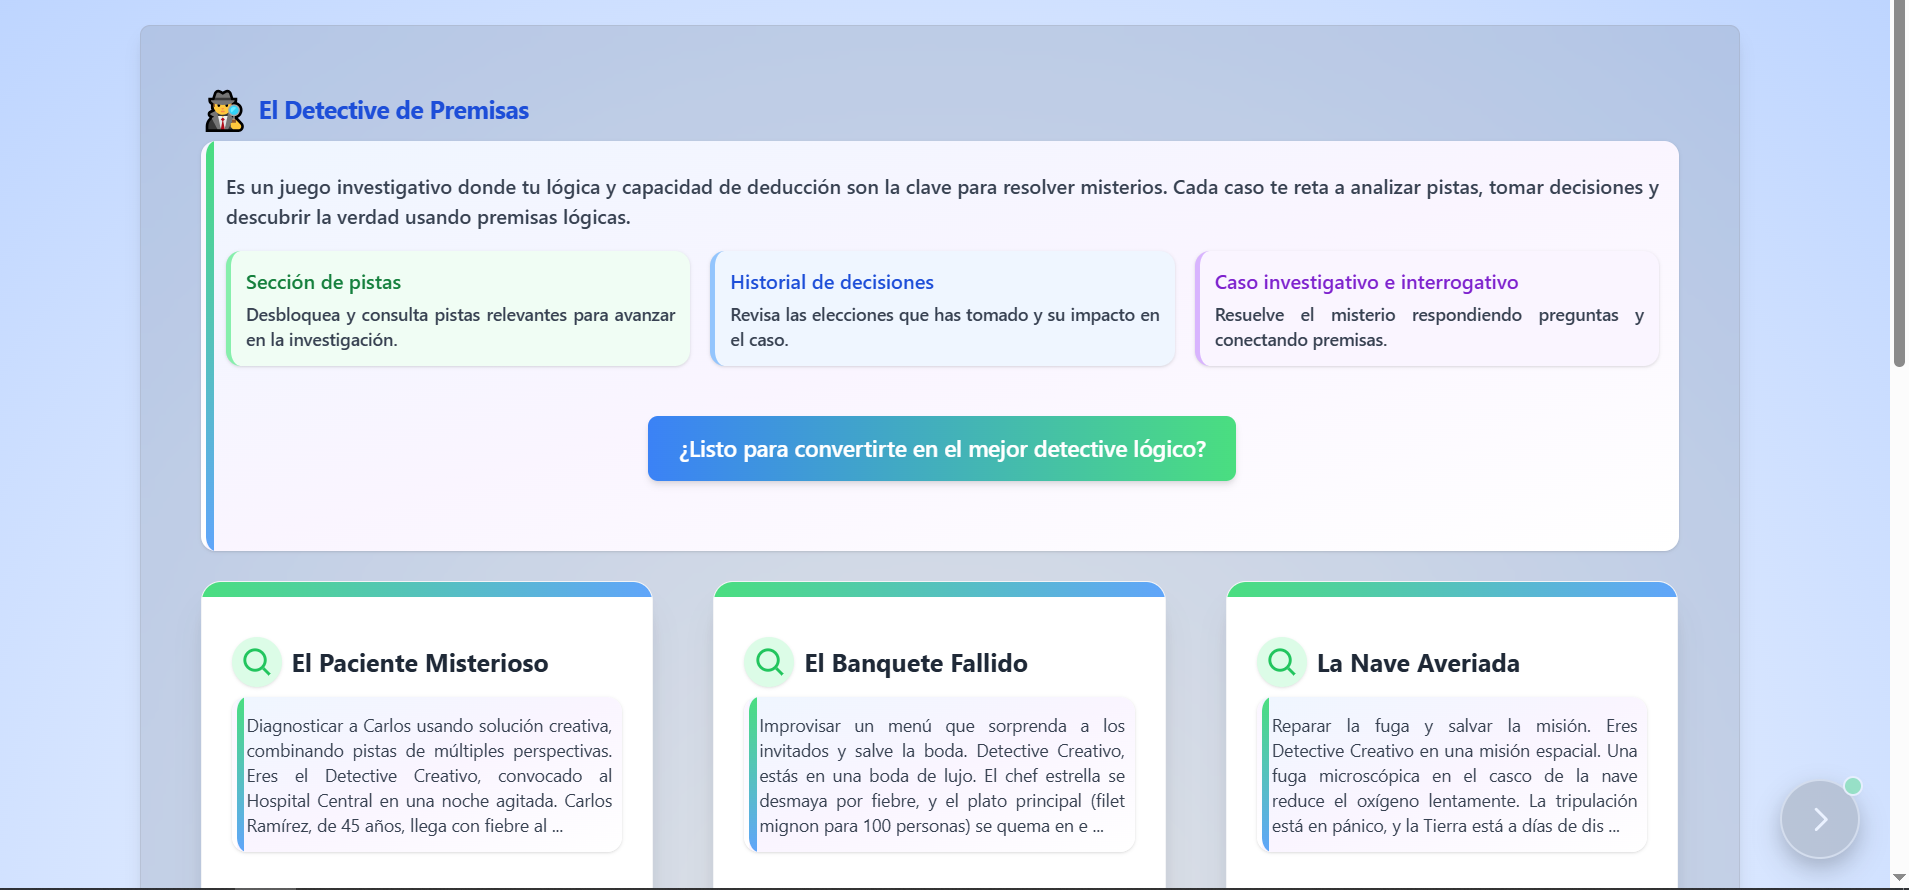 El Detective de Premisas
Es un juego investigativo donde tu lógica y capacidad de deducción son la clave para resolver misterios. Cada caso te reta a analizar pistas, tomar decisiones y
descubrir la verdad usando premisas lógicas.
Sección de pistas
Desbloquea y consulta pistas relevantes para avanzar
en la investigación.
Historial de decisiones
Revisa las elecciones que has tomado y su impacto en
el caso.
Caso investigativo e interrogativo
Resuelve el misterio respondiendo preguntas y
conectando premisas.
¿Listo para convertirte en el mejor detective lógico?
El Paciente Misterioso
Diagnosticar a Carlos usando solución creativa,
combinando pistas de múltiples perspectivas.
Eres el Detective Creativo, convocado al
Hospital Central en una noche agitada. Carlos
Ramírez, de 45 años, llega con fiebre al ...
El Banquete Fallido
Improvisar un menú que sorprenda a los
invitados y salve la boda. Detective Creativo,
estás en una boda de lujo. El chef estrella se
desmaya por fiebre, y el plato principal (filet
mignon para 100 personas) se quema en e ...
La Nave Averiada
Reparar la fuga y salvar la misión. Eres
Detective Creativo en una misión espacial. Una
fuga microscópica en el casco de la nave
reduce el oxígeno lentamente. La tripulación
está en pánico, y la Tierra está a días de dis ...